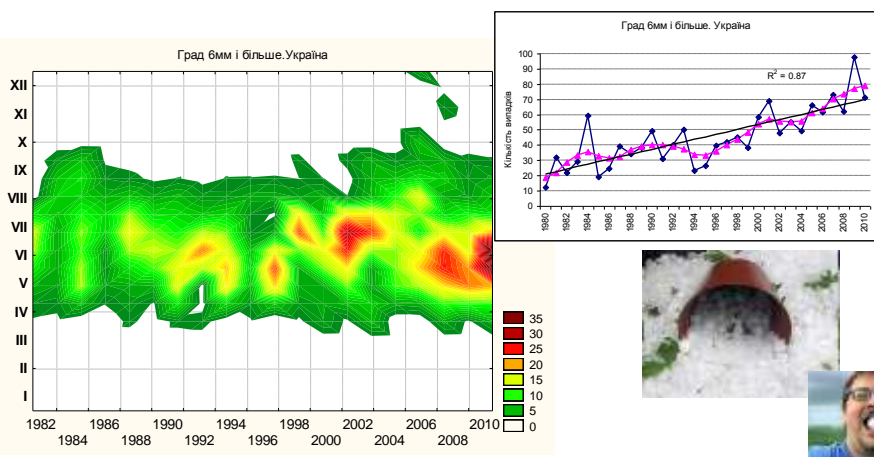 Град 6мм і більше.Україна
XII
XI
X
IX
VIII
VII
VI
V
IV
III
II
I
1982 1986 1990 1994 1998 2002 2006 2010
1984 1988 1992 1996 2000 2004 2008
35
30
25
20
15
10
5
0
Град 6мм і більше. Україна
R² = 0.87
Кількість випадків
100
90
80
70
60
50
40
30
20
10
0
1980 1982 1984 1986 1988 1990 1992 1994 1996 1998 2000 2002 2004 2006 2008 2010